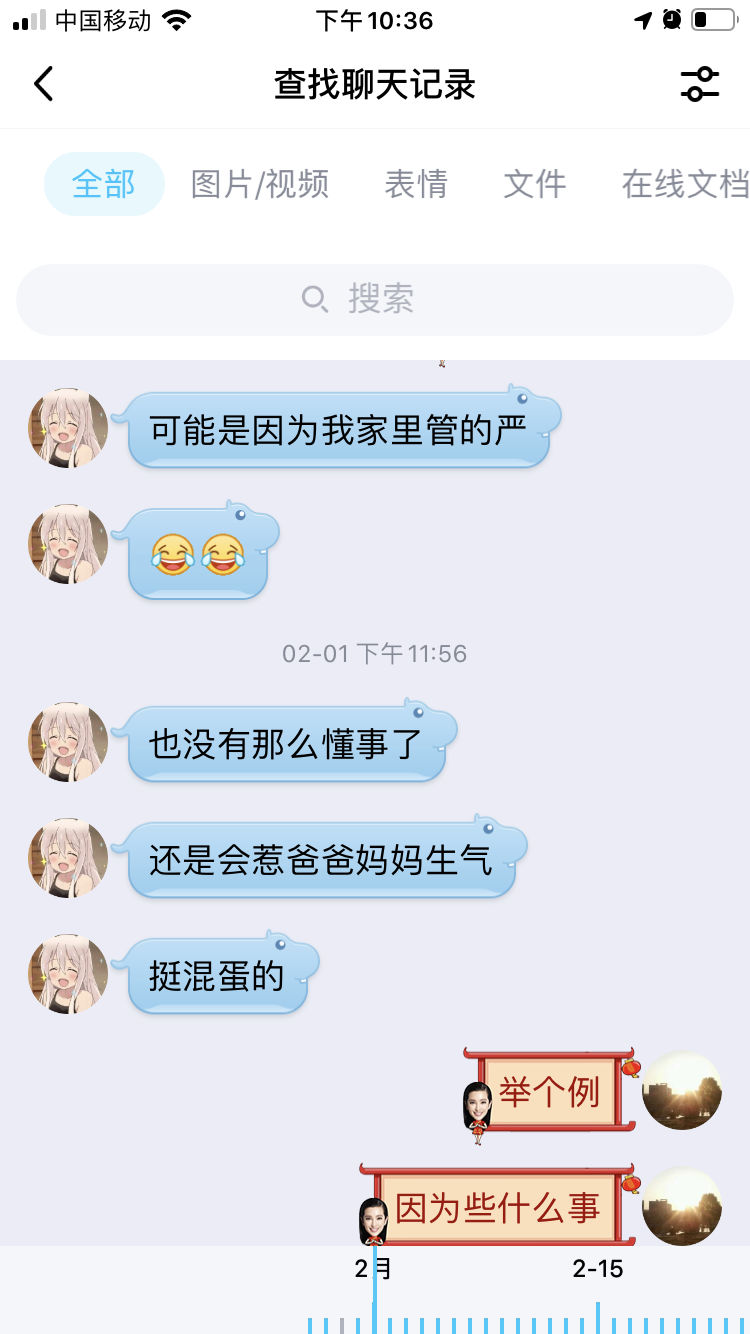 中国移动
下午10:36
查找聊天记录
全部
图片/视频
表情
文件
在线文档
搜索
可能是因为我家里管的严
02-01 下午11:56
也没有那么懂事了
还是会惹爸爸妈妈生气
挺混蛋的
举个例
因为些什么事
2月
2-15